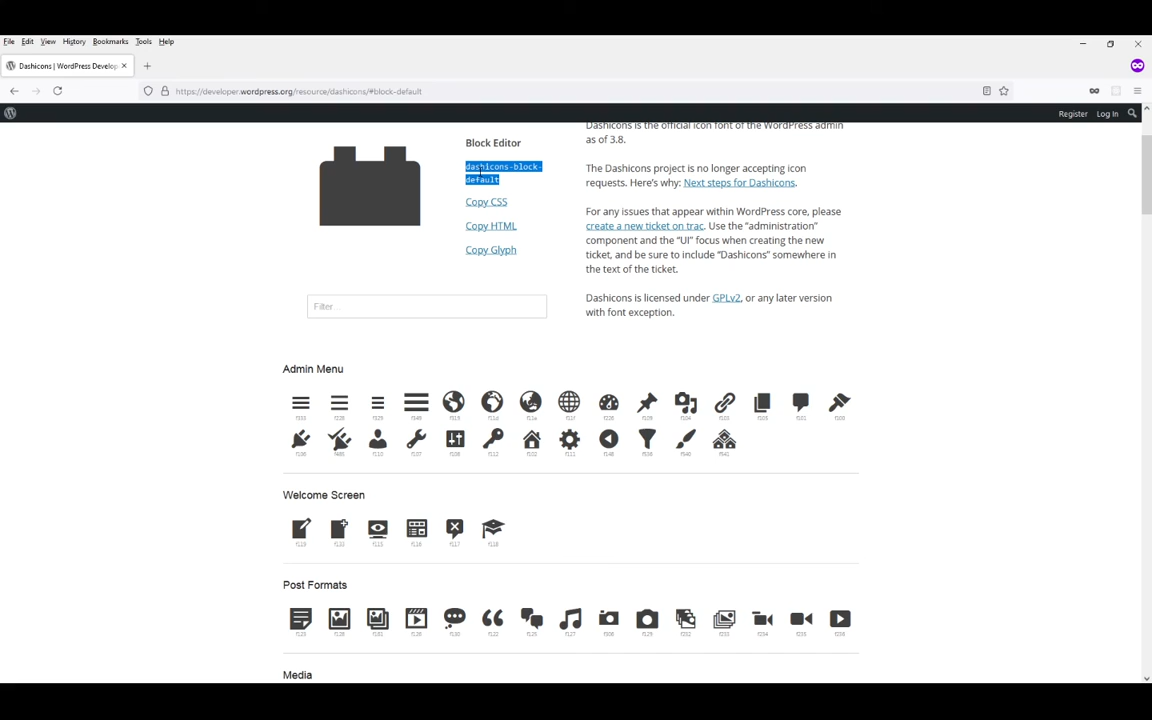 File Edit View History Bookmarks Tools Help
Dashicons | WordPress Develop
https://developer.wordpress.org/resource/dashicons/#block-default
Register Log In
Block Editor
dashicons-block-
default
Copy CSS
Copy HTML
Copy Glyph
Filter...
Dashicons is the official icon font of the WordPress admin
as of 3.8.
The Dashicons project is no longer accepting icon
requests. Here's why: Next steps for Dashicons.
For any issues that appear within WordPress core, please
create a new ticket on trac. Use the "administration"
component and the "UI" focus when creating the new
ticket, and be sure to include "Dashicons" somewhere in
the text of the ticket.
Dashicons is licensed under GPLv2, or any later version
with font exception.
Admin Menu
Welcome Screen
Post Formats
Media